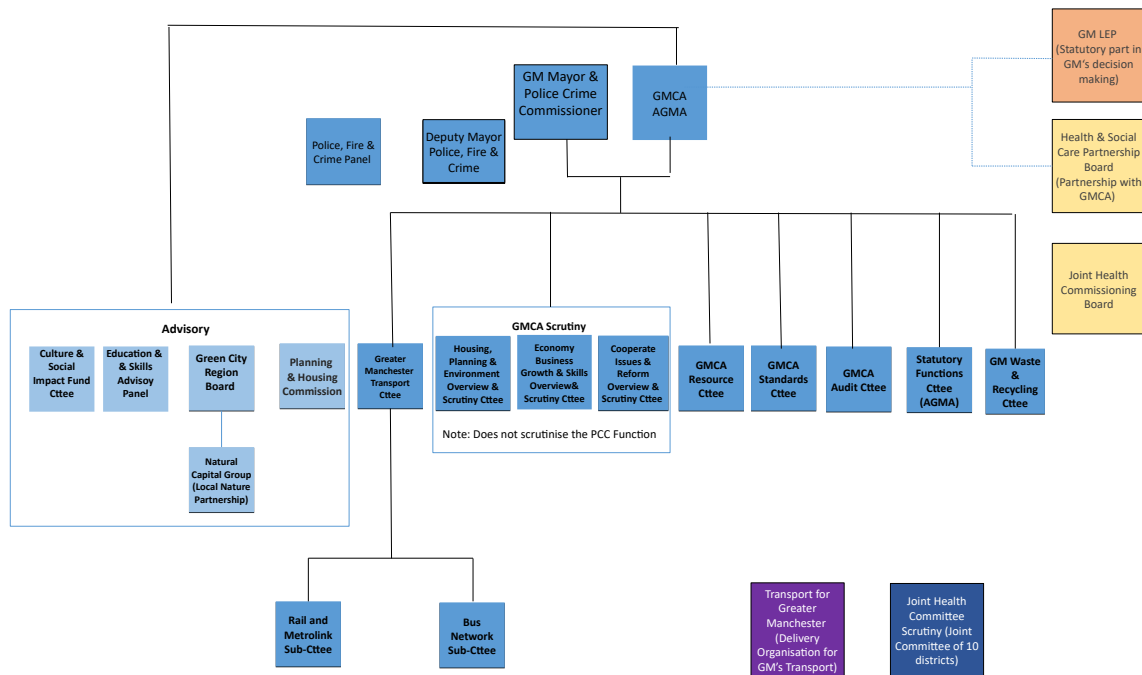 GM LEP
(Statutory part in
GM's decision
making)
GM Mayor &
Police Crime
Commissioner
GMCA
AGMA
Police, Fire &
Crime Panel
Deputy Mayor
Police, Fire &
Crime
Health & Social
Care Partnership
Board
(Partnership with
GMCA)
Joint Health
Commissioning
Board
Advisory
Culture &
Social
Impact Fund
Cttee
Education &
& Skills
Advisoy
Panel
Green City
Region
Board
Planning
& Housing
Commission
Natural
Capital Group
(Local Nature
Partnership)
Greater
Manchester
Transport
Cttee
GMCA Scrutiny
Housing,
Planning &
Environment
Overview &
Scrutiny Cttee
Economy
Business
Growth & Skills
Overview&
Scrutiny Cttee
Cooperate
Issues &
Reform
Overview &
Scrutiny Cttee
Note: Does not scrutinise the PCC Function
GMCA
Resource
Cttee
GMCA
Standards
Cttee
GMCA
Audit Cttee
Statutory
Functions
Cttee
(AGMA)
GM Waste
&
Recycling
Cttee
Rail and
Metrolink
Sub-Cttee
Bus
Network
Sub-Cttee
Transport for
Greater
Manchester
(Delivery
Organisation for
GM's Transport)
Joint Health
Committee
Scrutiny (Joint
Committee of 10
districts)